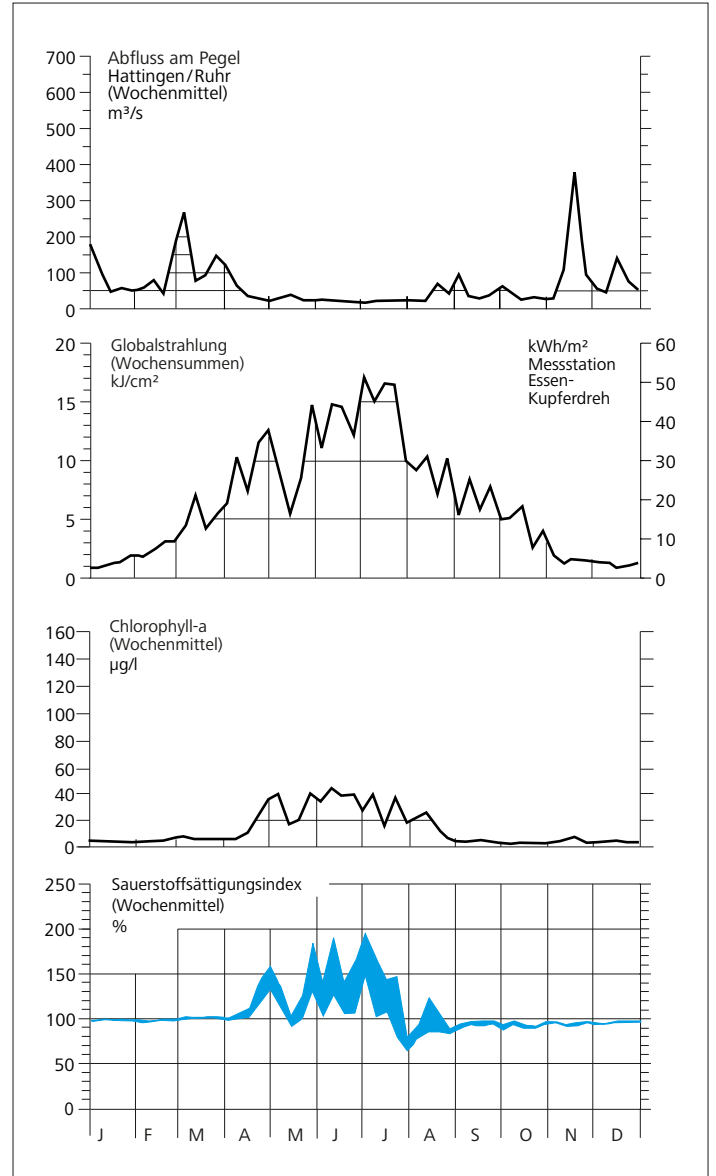 Abfluss am Pegel
Hattingen/Ruhr
(Wochenmittel)
m³/s
700
600
500
400
300
200
100
0
Globalstrahlung
(Wochensummen)
kJ/cm²
kWh/m²
Messstation
Essen-
Kupferdreh
20
15
10
5
0
60
50
40
30
20
10
0
Chlorophyll-a
(Wochenmittel)
µg/l
160
140
120
100
80
60
40
20
0
Sauerstoffsättigungsindex
(Wochenmittel)
%
250
200
150
100
50
0
J F M A M J J A S O N D